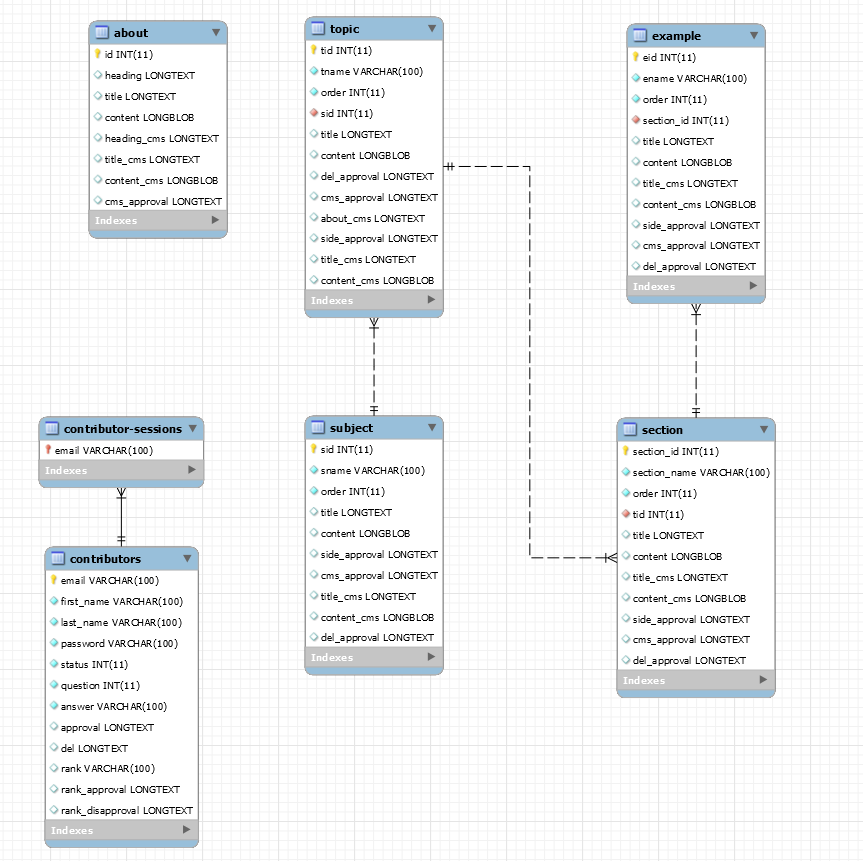 about
id INT(11)
heading LONGTEXT
title LONGTEXT
content LONGBLOB
heading_cms LONGTEXT
title_cms LONGTEXT
content_cms LONGBLOB
cms_approval LONGTEXT
Indexes
topic
tid INT(11)
tname VARCHAR(100)
order INT(11)
sid INT(11)
title LONGTEXT
content LONGBLOB
del_approval LONGTEXT
cms_approval LONGTEXT
about_cms LONGTEXT
side_approval LONGTEXT
title_cms LONGTEXT
content_cms LONGBLOB
Indexes
example
eid INT(11)
ename VARCHAR(100)
order INT(11)
section_id INT(11)
title LONGTEXT
content LONGBLOB
title_cms LONGTEXT
content_cms LONGBLOB
side_approval LONGTEXT
cms_approval LONGTEXT
del_approval LONGTEXT
Indexes
contributor-sessions
email VARCHAR(100)
Indexes
contributors
email VARCHAR(100)
first_name VARCHAR(100)
last_name VARCHAR(100)
password VARCHAR(100)
status INT(11)
question INT(11)
answer VARCHAR(100)
approval LONGTEXT
del LONGTEXT
rank VARCHAR(100)
rank_approval LONGTEXT
rank_disapproval LONGTEXT
Indexes
subject
sid INT(11)
sname VARCHAR(100)
order INT(11)
title LONGTEXT
content LONGBLOB
side_approval LONGTEXT
cms_approval LONGTEXT
title_cms LONGTEXT
content_cms LONGBLOB
del_approval LONGTEXT
Indexes
section
section_id INT(11)
section_name VARCHAR(100)
order INT(11)
tid INT(11)
title LONGTEXT
content LONGBLOB
title_cms LONGTEXT
content_cms LONGBLOB
side_approval LONGTEXT
cms_approval LONGTEXT
del_approval LONGTEXT
Indexes